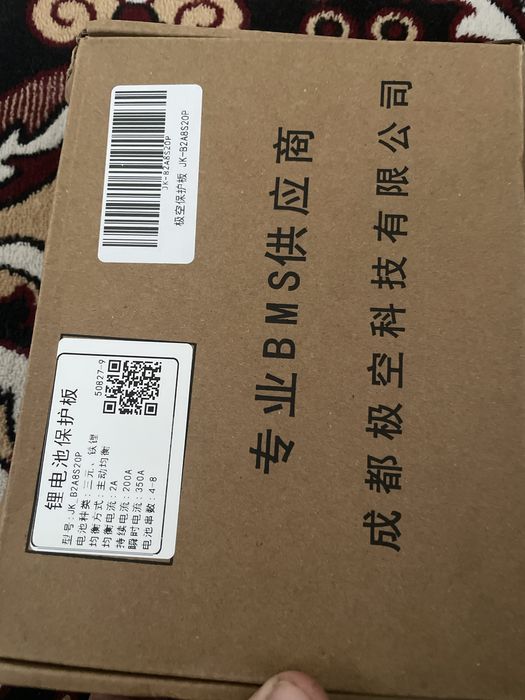 专业BMS供应商
成都极空科技有限公司
JK-B2A8S20P
极空保护板 JK-B2A8S20P
锂电池保护板
型号:JK B2A8S20P
电池种类:三元、铁锂
均衡方式:主动均衡
均衡电流:2A
持续电流:200A
瞬时电流:350A
电池串数:4-8
50827-9